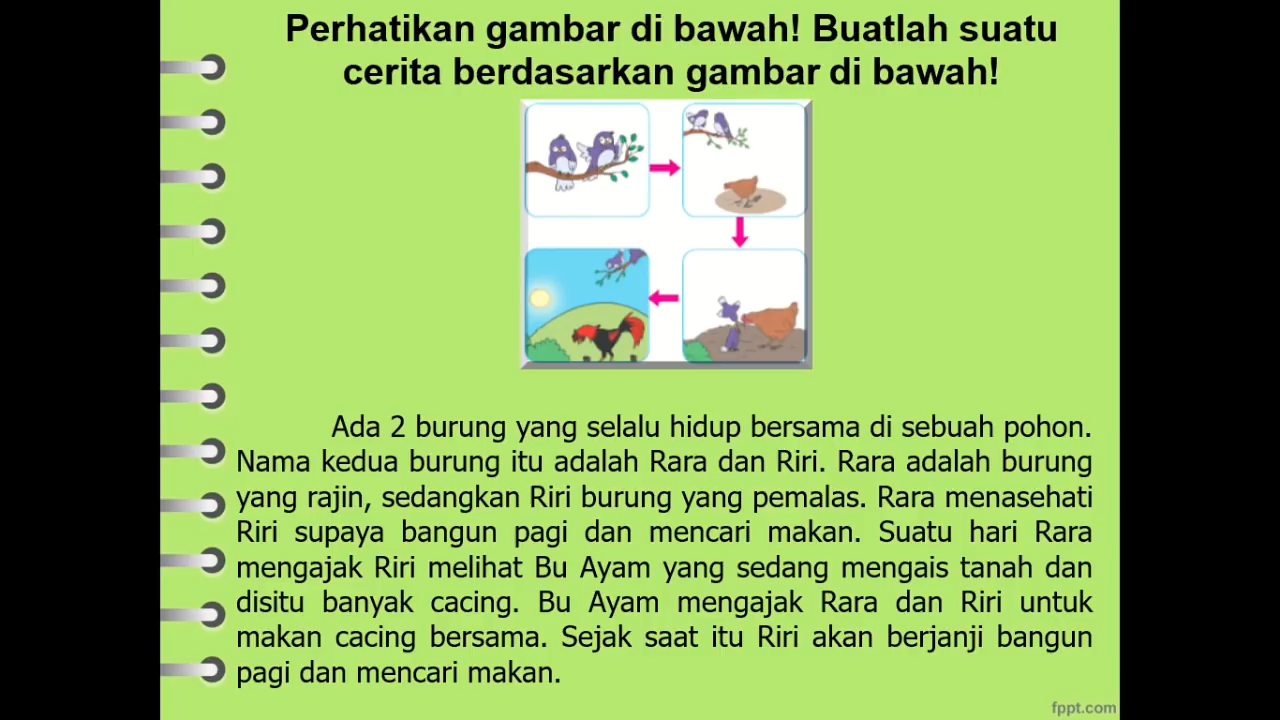 Perhatikan gambar di bawah! Buatlah suatu
cerita berdasarkan gambar di bawah!
Ada 2 burung yang selalu hidup bersama di sebuah pohon.
Nama kedua burung itu adalah Rara dan Riri. Rara adalah burung
yang rajin, sedangkan Riri burung yang pemalas. Rara menasehati
Riri supaya bangun pagi dan mencari makan. Suatu hari Rara
mengajak Riri melihat Bu Ayam yang sedang mengais tanah dan
disitu banyak cacing. Bu Ayam mengajak Rara dan Riri untuk
makan cacing bersama. Sejak saat itu Riri akan berjanji bangun
pagi dan mencari makan.
fppt.com